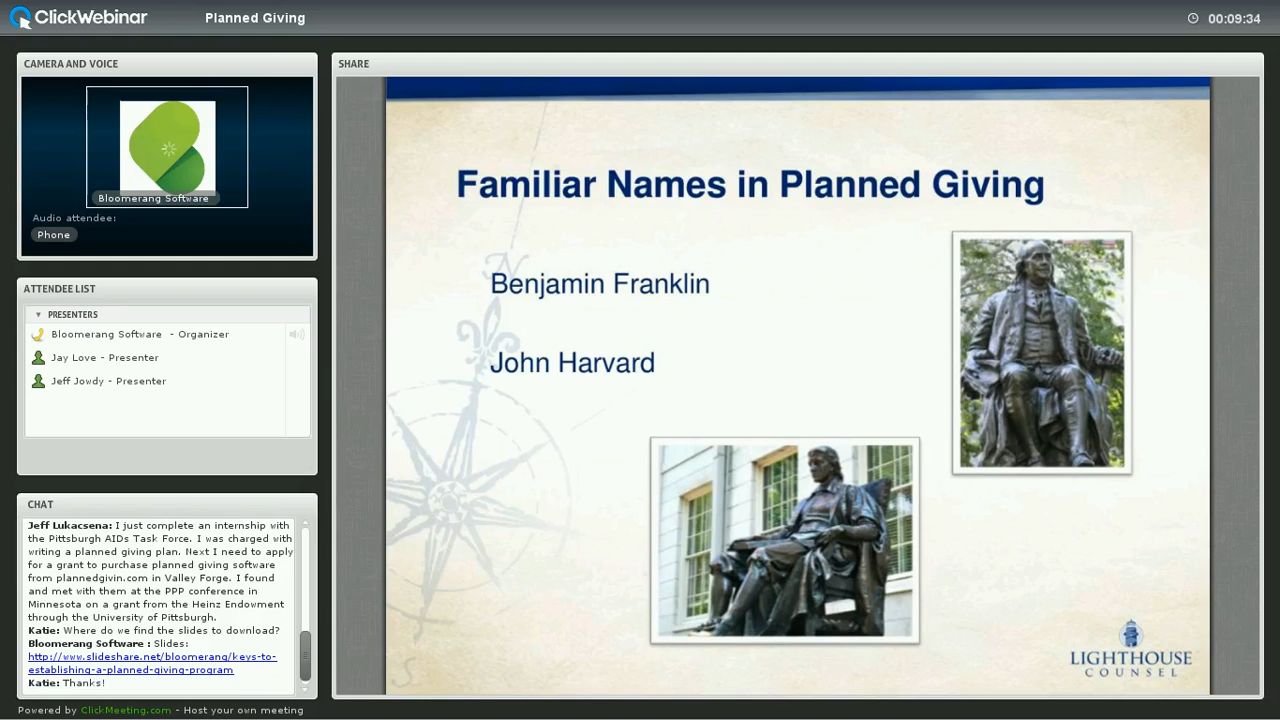 ClickWebinar
Planned Giving
00:09:34
CAMERA AND VOICE
Bloomerang Software
Audio attendee:
Phone
ATTENDEE LIST
PRESENTERS
Bloomerang Software - Organizer
Jay Love - Presenter
Jeff Jowdy - Presenter
CHAT
Jeff Lukacsena: I just complete an internship with
the Pittsburgh AIDs Task Force. I was charged with
writing a planned giving plan. Next I need to apply
for a grant to purchase planned giving software
from plannedgivin.com in Valley Forge. I found
and met with them at the PPP conference in
Minnesota on a grant from the Heinz Endowment
through the University of Pittsburgh.
Katie: Where do we find the slides to download?
Bloomerang Software : Slides:
http://www.slideshare.net/bloomerang/keys-to-
establishing-a-planned-giving-program
Katie: Thanks!
SHARE
Familiar Names in Planned Giving
N
Benjamin Franklin
John Harvard
S
LIGHTHOUSE
COUNSEL
Powered by ClickMeeting.com - Host your own meeting